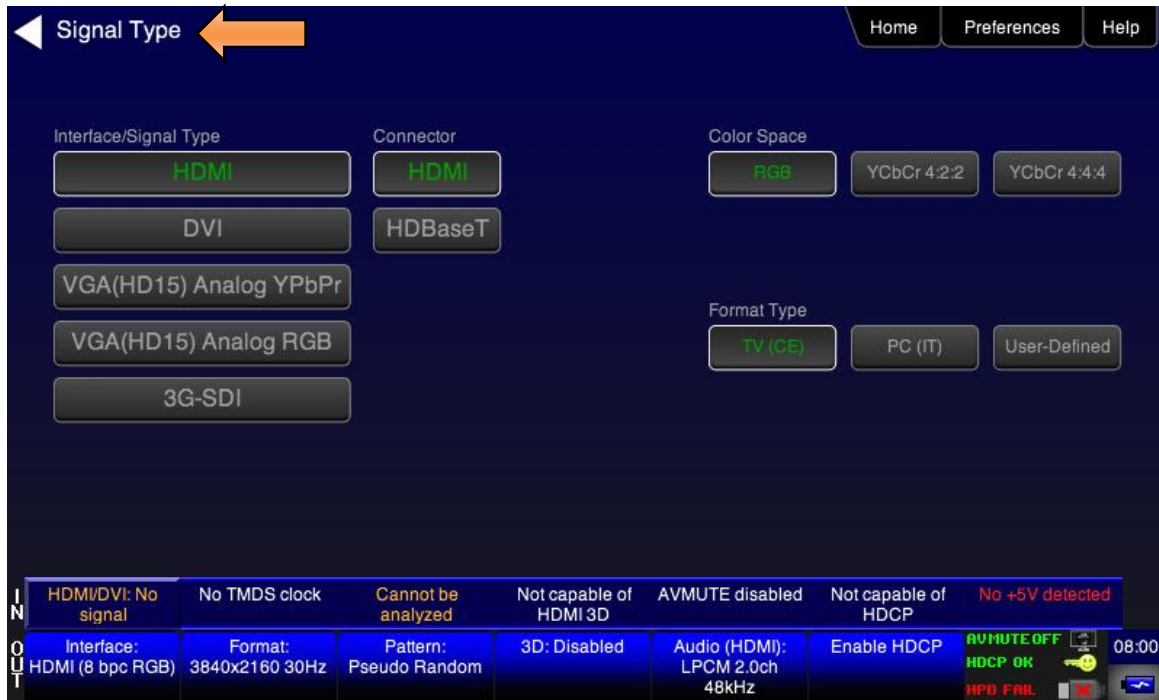 Signal Type
Home
Preferences
Help
Interface/Signal Type
Connector
Color Space
HDMI
HDMI
RGB
YCbCr 4:2:2
YCbCr 4:4:4
DVI
HDBaseT
VGA(HD15) Analog YPbPr
VGA(HD15) Analog RGB
3G-SDI
Format Type
TV (CE)
PC (IT)
User-Defined
IN
HDMI/DVI: No
signal
No TMDS clock
Cannot be
analyzed
Not capable of
HDMI 3D
AVMUTE disabled
Not capable of
HDCP
No +5V detected
OUT
Interface:
HDMI (8 bpc RGB)
Format:
3840x2160 30Hz
Pattern:
Pseudo Random
3D: Disabled
Audio (HDMI):
LPCM 2.0ch
48kHz
Enable HDCP
AVMUTE OFF
HDCP OK
HPD FAIL
08:00